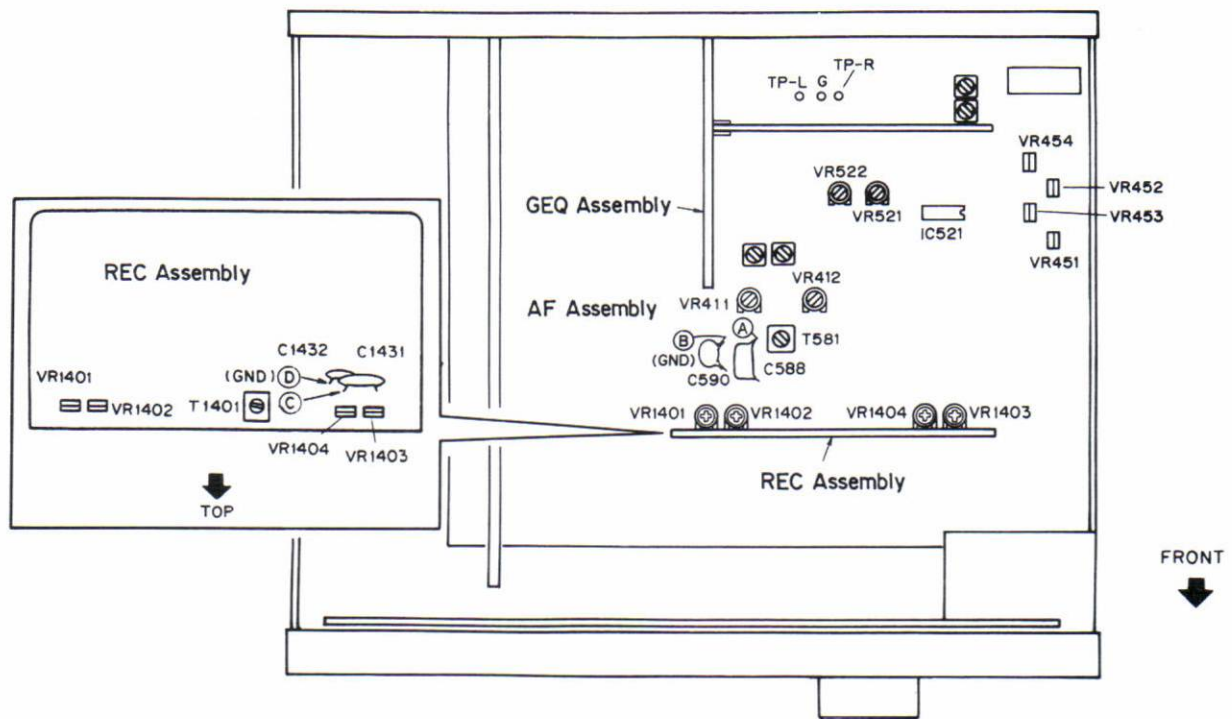 TP-L G TP-R
VR454
VR452
VR453
VR451
VR522
VR521
IC521
GEQ Assembly
VR412
VR411
AF Assembly
A
T581
B
(GND)
C590
C588
VR1401
VR1402
VR1404
VR1403
REC Assembly
REC Assembly
C1432
C1431
(GND) D
C
VR1401
VR1402
T1401
VR1404
VR1403
TOP
FRONT